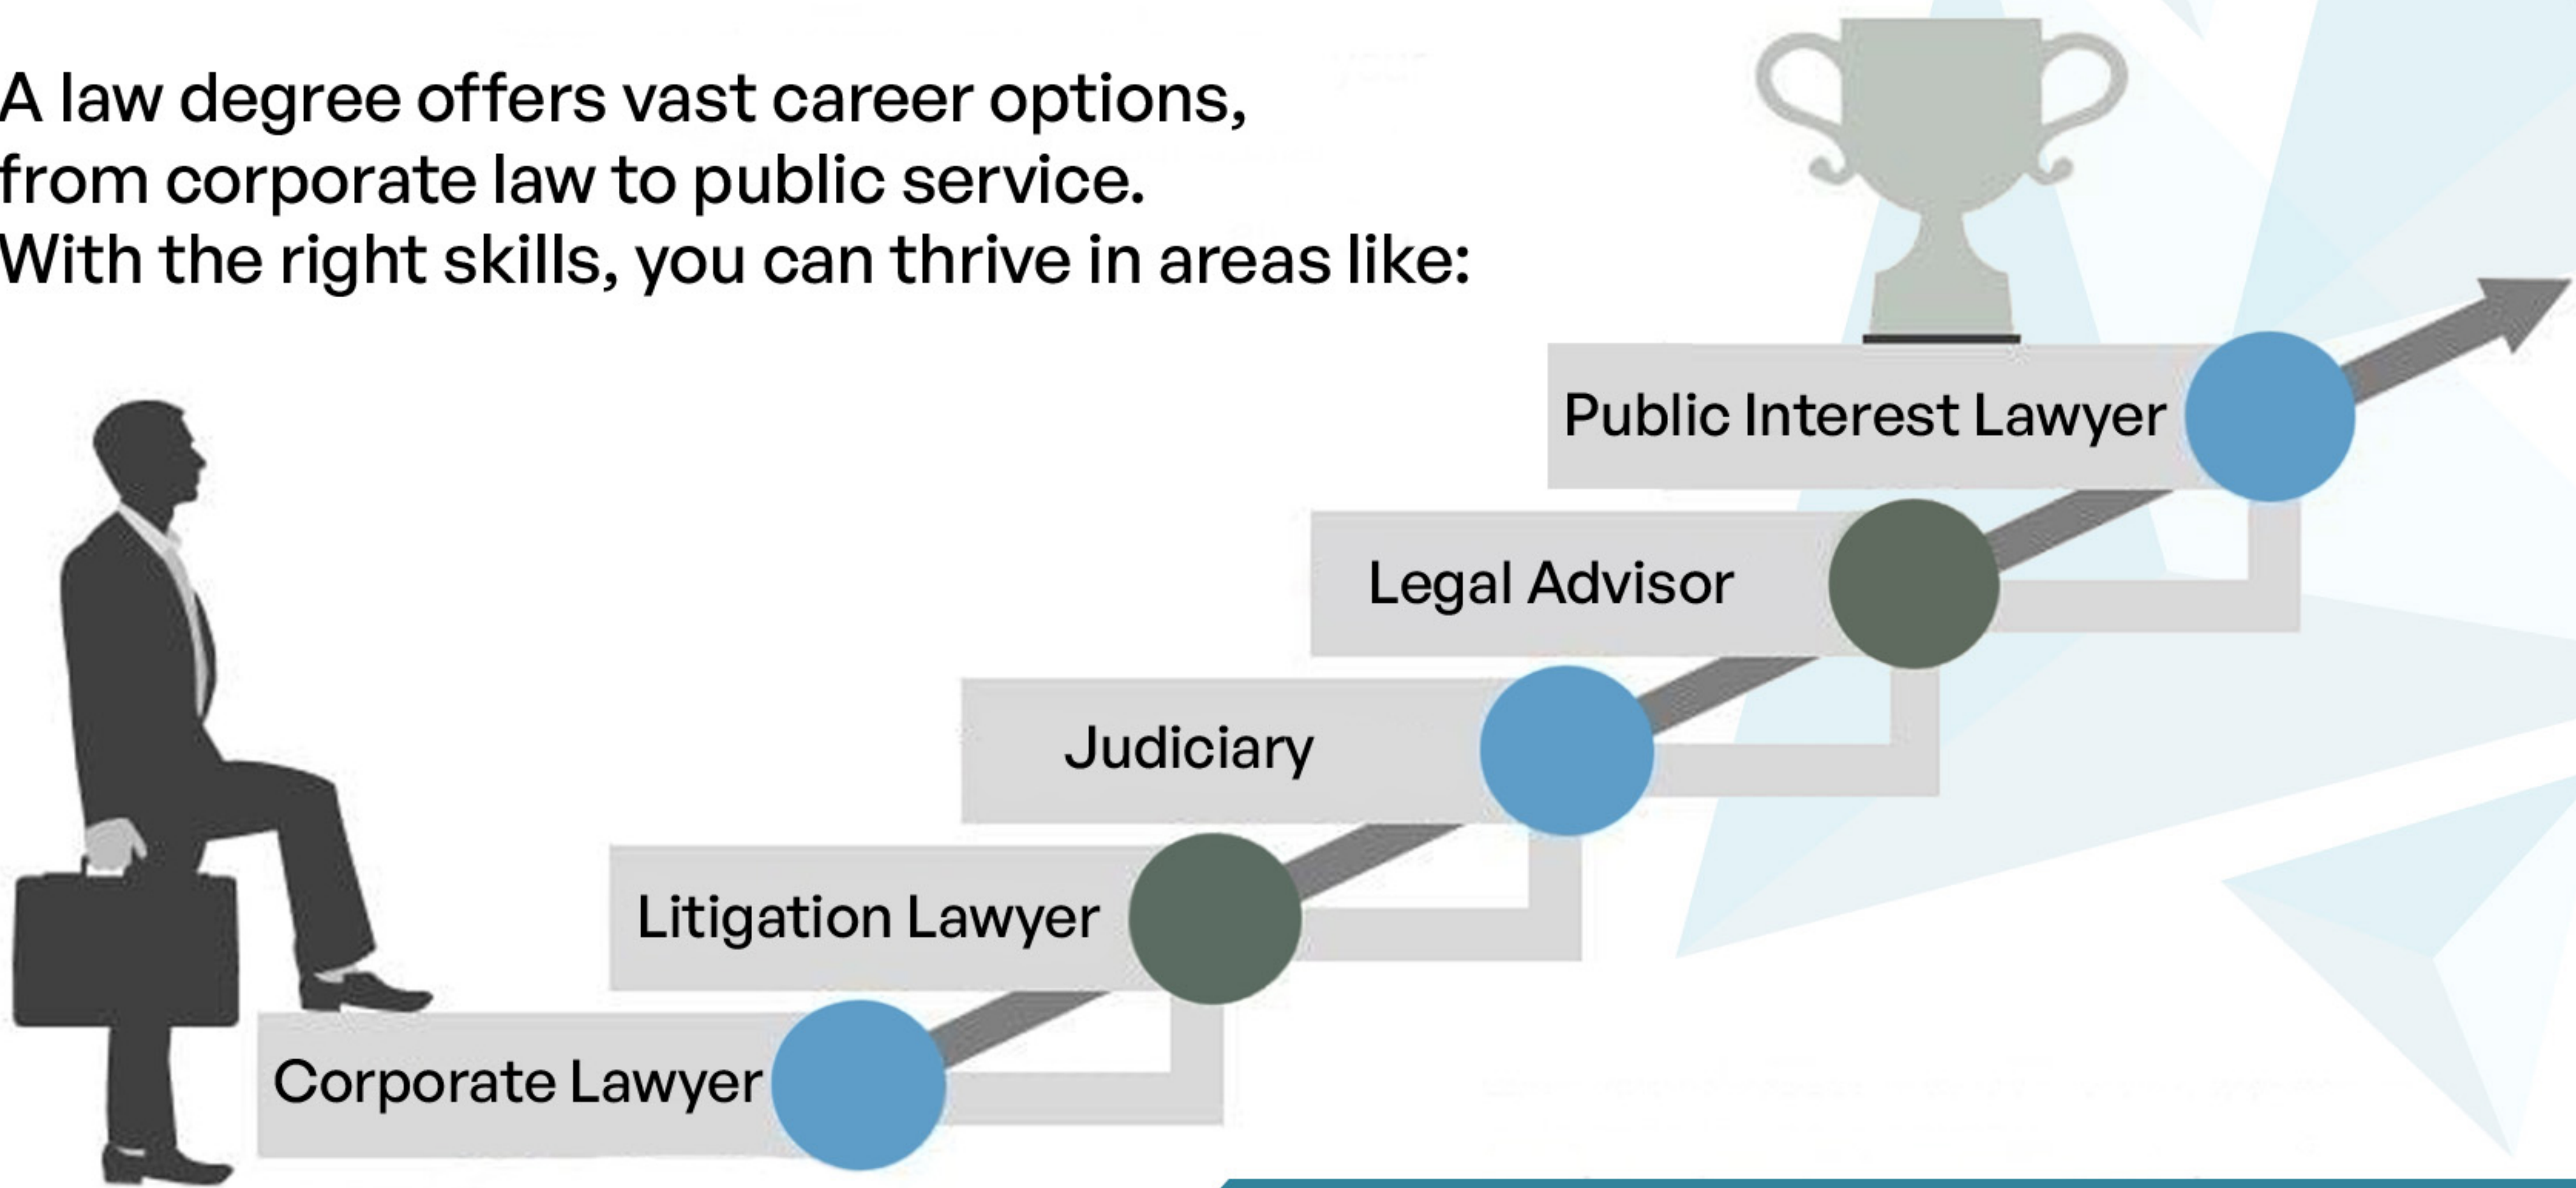 A law degree offers vast career options,
from corporate law to public service.
With the right skills, you can thrive in areas like:
Public Interest Lawyer
Legal Advisor
Judiciary
Litigation Lawyer
Corporate Lawyer